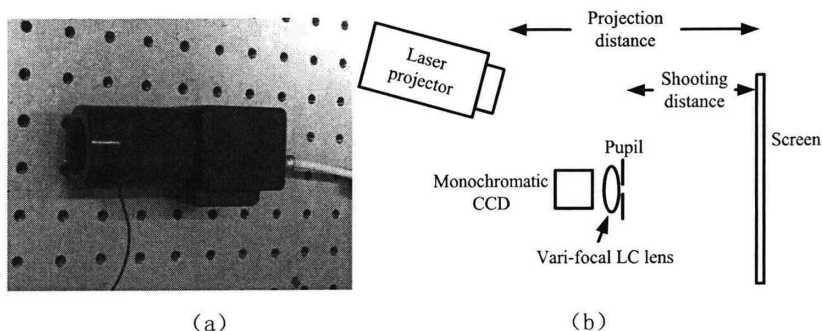 Projection
distance
Laser
projector
Shooting
distance
Screen
Pupil
Monochromatic
CCD
Vari-focal LC lens
(a)
(b)